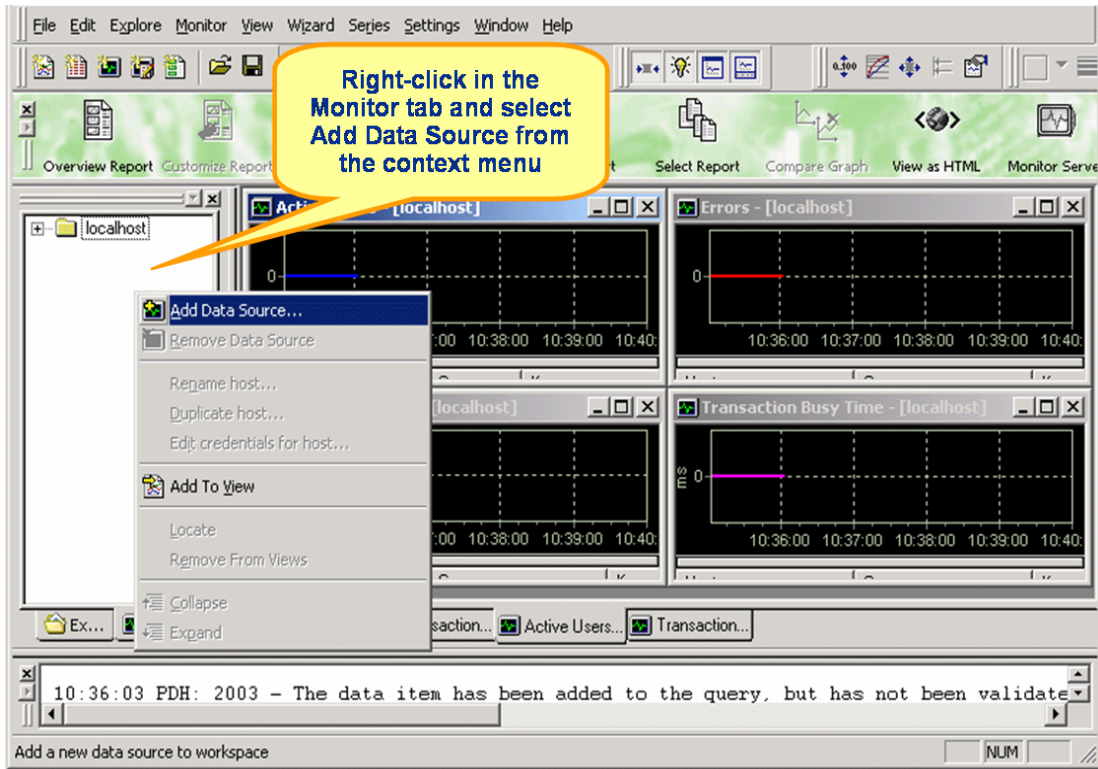 File Edit Explore Monitor View Wizard Series Settings Window Help
Right-click in the
Monitor tab and select
Add Data Source from
the context menu
0.100
Overview Report Customize Report Select Report Compare Graph View as HTML Monitor Serve
localhost
[localhost]
Errors - [localhost]
0
0
:00 10:38:00 10:39:00 10:40:
10:36:00 10:37:00 10:38:00 10:39:00 10:40:
Add Data Source...
Remove Data Source
Rename host...
Duplicate host...
Edit credentials for host...
Add To View
Locate
Remove From Views
Collapse
Expand
[localhost]
Transaction Busy Time - [localhost]
ms
0
:00 10:38:00 10:39:00 10:40:
10:36:00 10:37:00 10:38:00 10:39:00 10:40:
Ex... saction... Active Users... Transaction...
10:36:03 PDH: 2003 – The data item has been added to the query, but has not been validate
Add a new data source to workspace
NUM